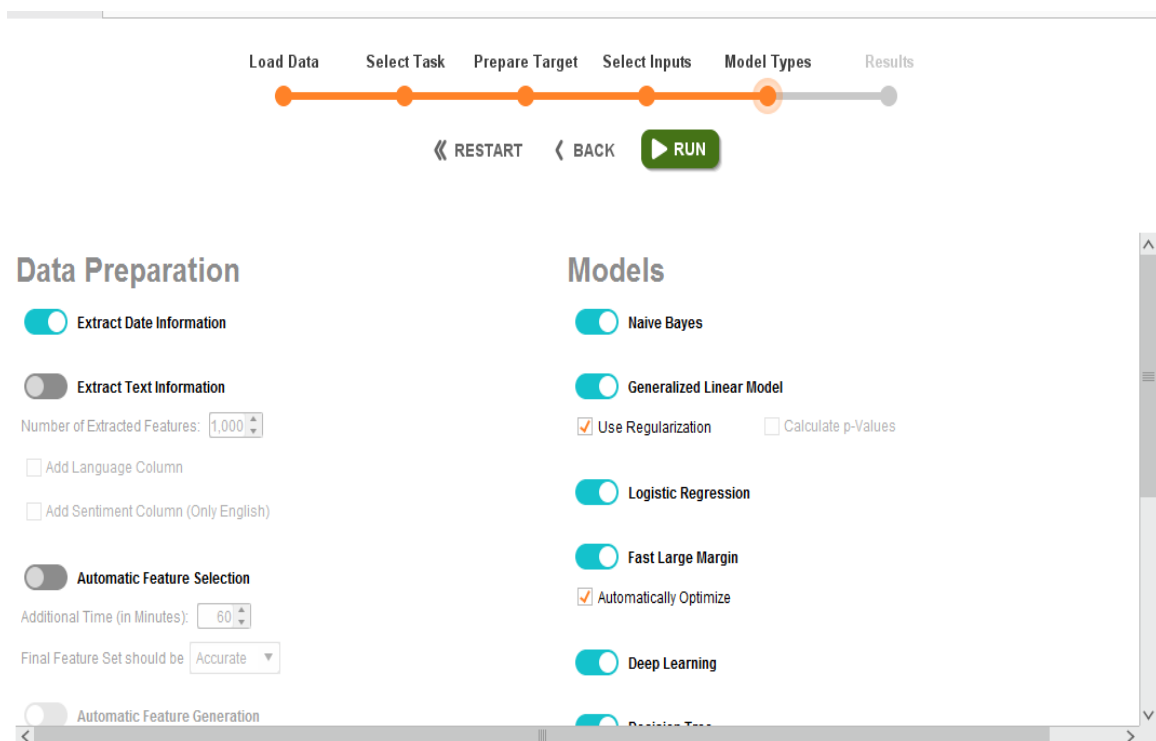 Load Data Select Task Prepare Target Select Inputs Model Types Results
RESTART BACK RUN
Data Preparation
Extract Date Information
Extract Text Information
Number of Extracted Features: 1,000
Add Language Column
Add Sentiment Column (Only English)
Automatic Feature Selection
Additional Time (in Minutes): 60
Final Feature Set should be Accurate
Automatic Feature Generation
Models
Naive Bayes
Generalized Linear Model
Use Regularization Calculate p-Values
Logistic Regression
Fast Large Margin
Automatically Optimize
Deep Learning
Decision Tree